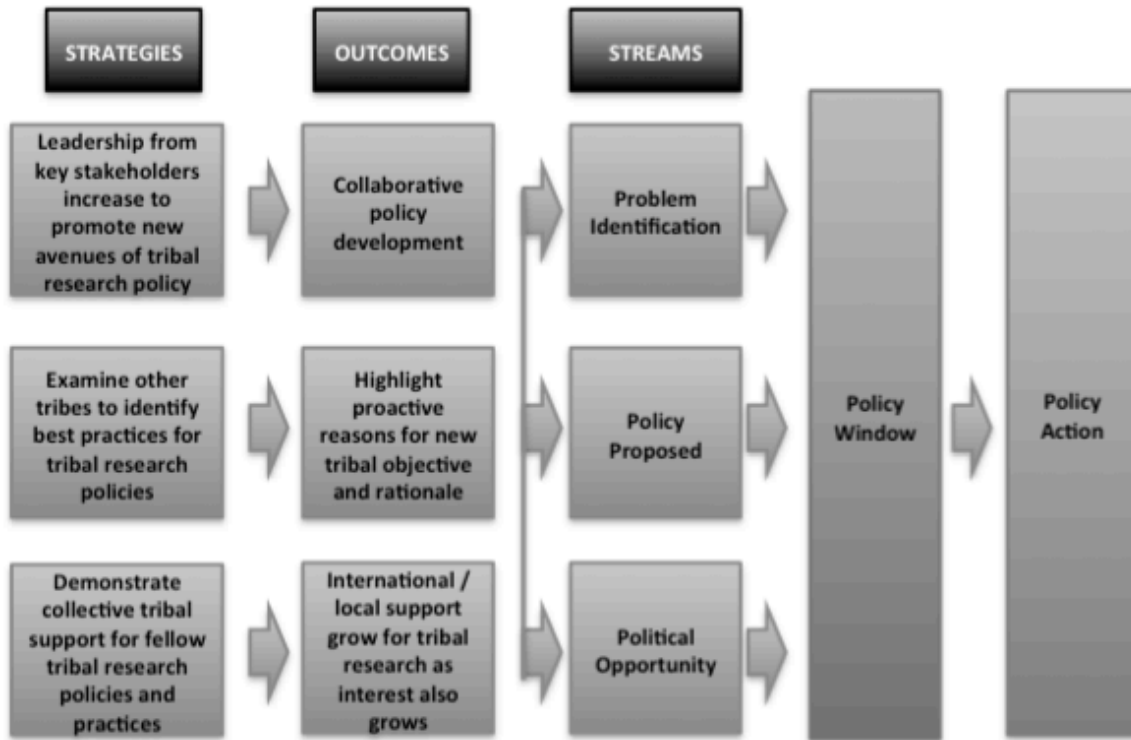 STRATEGIES
OUTCOMES
STREAMS
Leadership from
key stakeholders
increase to
promote new
avenues of tribal
research policy
Collaborative
policy
development
Problem
Identification
Examine other
tribes to identify
best practices for
tribal research
policies
Highlight
proactive
reasons for new
tribal objective
and rationale
Policy
Proposed
Policy
Window
Policy
Action
Demonstrate
collective tribal
support for fellow
tribal research
policies and
practices
International /
local support
grow for tribal
research as
interest also
grows
Political
Opportunity